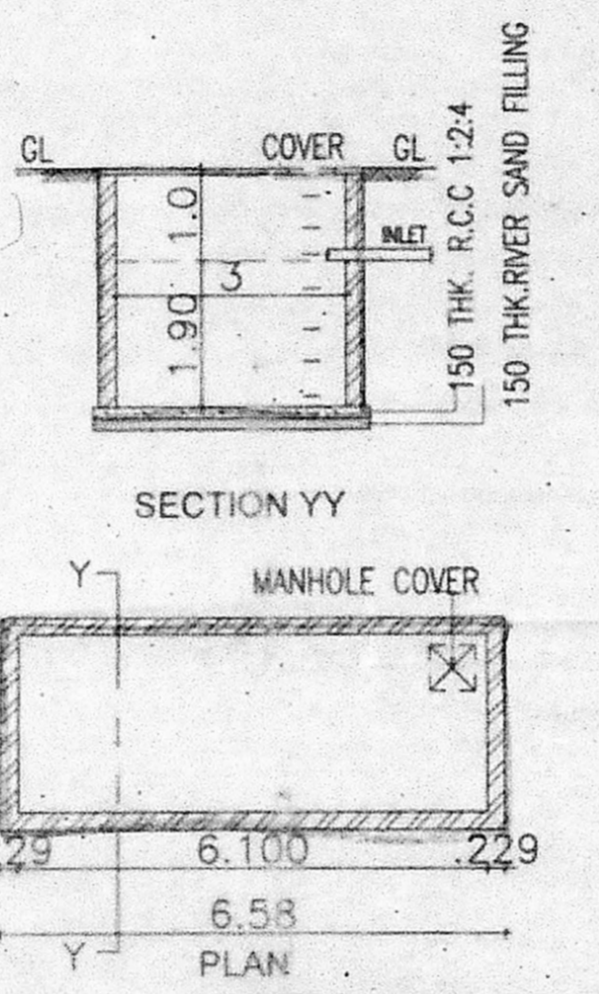 GL COVER GL
1.0
INLET
3
1.90
150 THK. R.C.C 1:2:4
150 THK.RIVER SAND FILLING
SECTION YY
Y
MANHOLE COVER
.29 6.100 .229
6.58
Y
PLAN